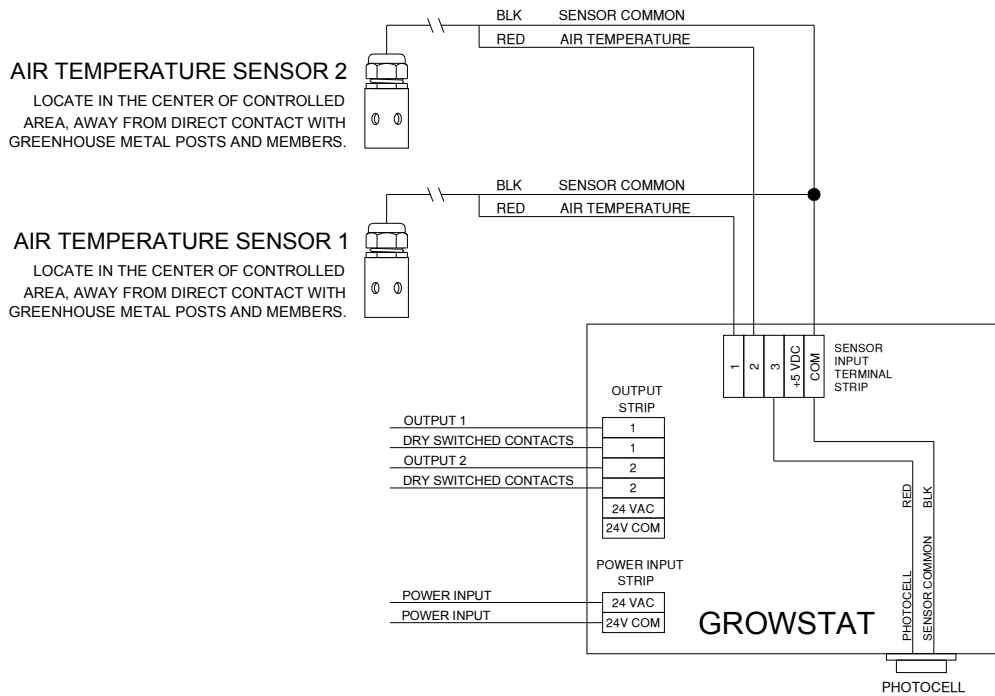 BLK SENSOR COMMON
RED AIR TEMPERATURE
AIR TEMPERATURE SENSOR 2
LOCATE IN THE CENTER OF CONTROLLED
AREA, AWAY FROM DIRECT CONTACT WITH
GREENHOUSE METAL POSTS AND MEMBERS.
BLK SENSOR COMMON
RED AIR TEMPERATURE
AIR TEMPERATURE SENSOR 1
LOCATE IN THE CENTER OF CONTROLLED
AREA, AWAY FROM DIRECT CONTACT WITH
GREENHOUSE METAL POSTS AND MEMBERS.
1
2
3
+5 VDC
COM
SENSOR
INPUT
TERMINAL
STRIP
OUTPUT
STRIP
OUTPUT 1
1
DRY SWITCHED CONTACTS
1
OUTPUT 2
2
DRY SWITCHED CONTACTS
2
24 VAC
24V COM
POWER INPUT
STRIP
POWER INPUT
24 VAC
POWER INPUT
24V COM
GROWSTAT
PHOTOCELL RED
SENSOR COMMON BLK
PHOTOCELL